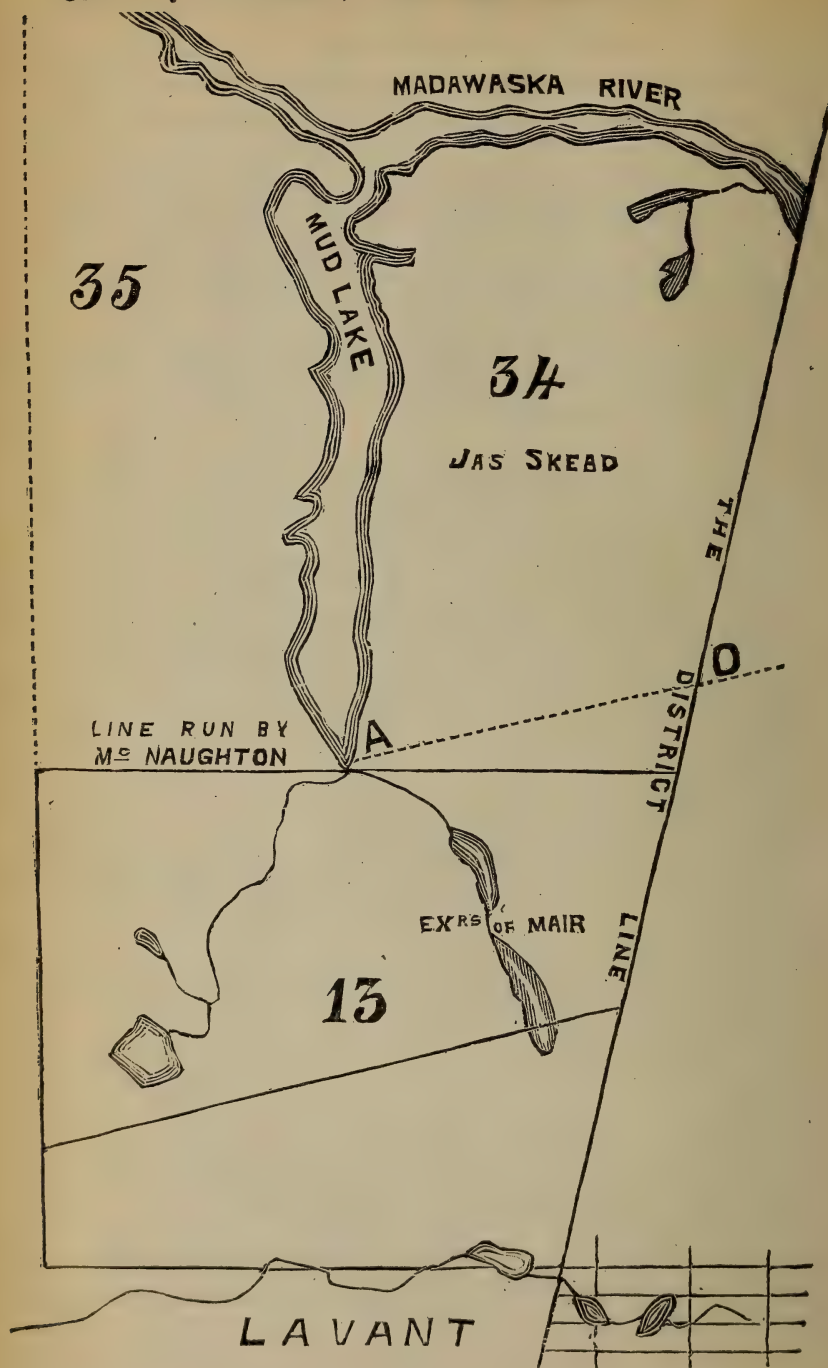 MADAWASKA RIVER
MUD LAKE
35
34
JAS SKEAD
THE DISTRICT LINE
O
A
LINE RUN BY
Mc NAUGHTON
EXRS OF MAIR
13
LAVANT